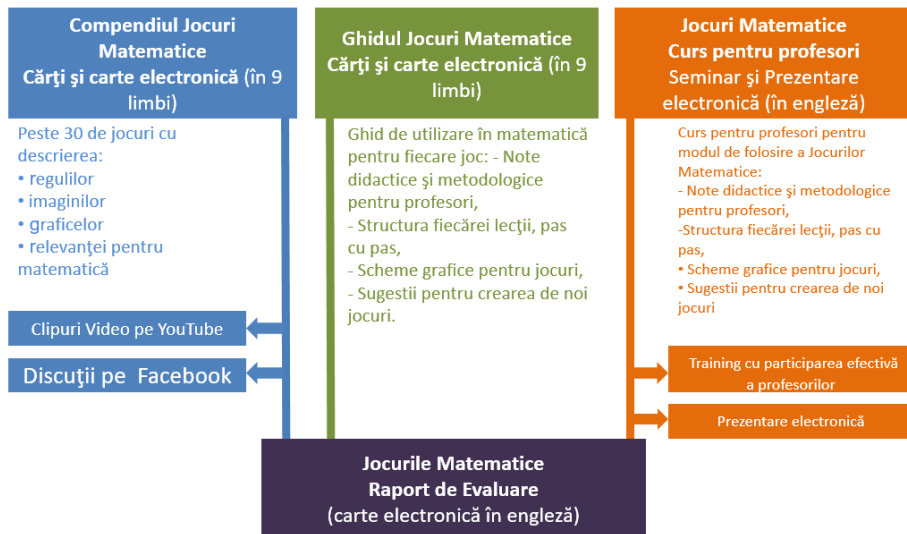 Compendiul Jocuri
Matematice
Cărţi şi carte electronică (în 9
limbi)
Peste 30 de jocuri cu
descrierea:
• regulilor
• imaginilor
• graficelor
• relevanţei pentru
matematică
Clipuri Video pe YouTube
Discuţii pe Facebook
Ghidul Jocuri Matematice
Cărţi şi carte electronică (în 9
limbi)
Ghid de utilizare în matematică
pentru fiecare joc: - Note
didactice şi metodologice
pentru profesori,
- Structura fiecărei lecţii, pas
cu pas,
- Scheme grafice pentru jocuri,
- Sugestii pentru crearea de noi
jocuri.
Jocuri Matematice
Curs pentru profesori
Seminar și Prezentare
electronică (în engleză)
Curs pentru profesori pentru
modul de folosire a Jocurilor
Matematice:
- Note didactice şi metodologice
pentru profesori,
-Structura fiecărei lecţii, pas cu
pas,
• Scheme grafice pentru jocuri,
• Sugestii pentru crearea de noi
jocuri
Training cu participarea efectivă
a profesorilor
Prezentare electronică
Jocurile Matematice
Raport de Evaluare
(carte electronică în engleză)